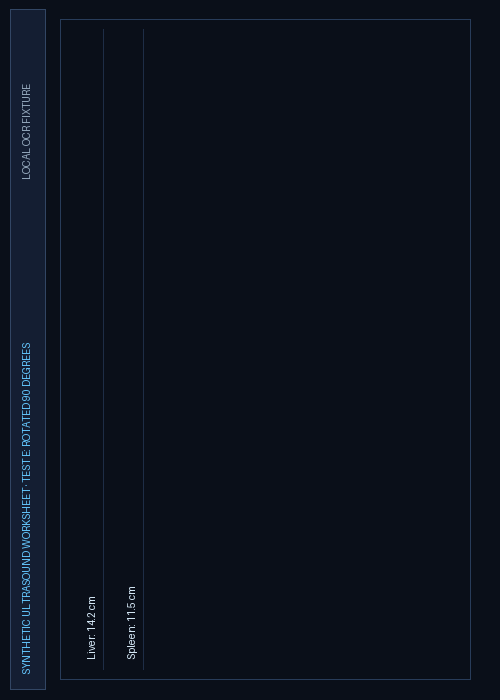 SYNTHETIC ULTRASOUND WORKSHEET · TEST E: ROTATED 90 DEGREES
LOCAL OCR FIXTURE
Liver: 14.2 cm
Spleen: 11.5 cm